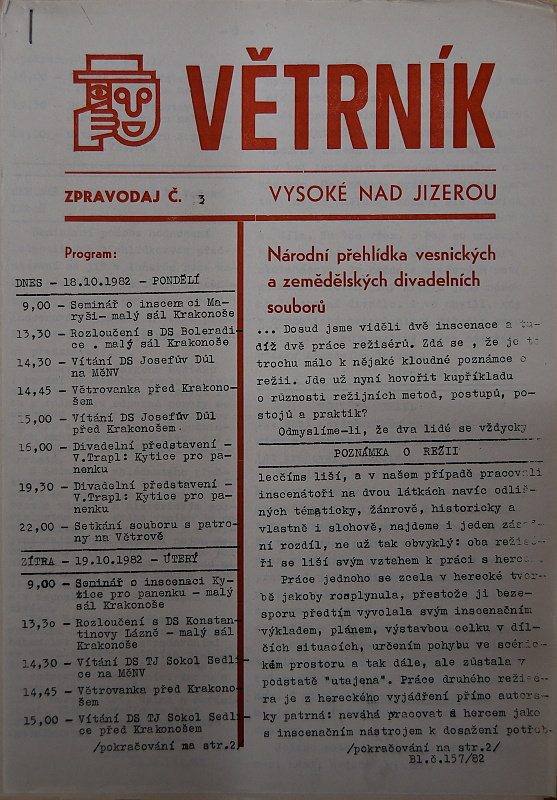 VĚTRNÍK
ZPRAVODAJ Č. 3
VYSOKÉ NAD JIZEROU
Program:
DNES - 18.10.1982 - PONDĚLÍ
9,00 - Seminář o inscenaci Ma-
ryši- malý sál Krakonoše
13,30 - Rozloučení s DS Boleradi-
ce . malý sál Krakonoše
14,30 - Vítání DS Josefův Důl
na MěNV
14,45 - Větrovanka před Krakono-
šem
15,00 - Vítání DS Josefův Důl
před Krakonošem.
16,00 - Divadelní představení -
V.Trapl: Kytice pro pa-
nenku
19,30 - Divadelní představení -
V.Trapl: Kytice pro pa-
nenku
22,00 - Setkání souboru s patro-
ny na Větrově
ZÍTRA - 19.10.1982 - ÚTERÝ
9,00 - Seminář o inscenaci Ky-
žice pro panenku - malý
sál Krakonoše
13,3o - Rozloučení s DS Konstan-
tinovy Lázně - malý sál
Krakonoše
14,30 - Vítání DS TJ Sokol Sedli-
ce na MěNV
14,45 - Větrovanka před Krakono-
šem
15,00 - Vítání DS TJ Sokol Sedli-
ce před Krakonošem
/pokračování na str.2/
Národní přehlídka vesnických
a zemědělských divadelních
souborů
... Dosud jsme viděli dvě inscenace a tu-
díž dvě práce režisérů. Zdá se , že je to
trochu málo k nějaké kloudné poznámce o
režii. Jde už nyní hovořit kupříkladu
o různosti režijních metod, postupů, po-
stojů a praktik?
Odmyslíme-li, že dva lidé se vždycky
POZNÁMKA O REŽII
lecčíms liší, a v našem případě pracovali
inscenátoři na dvou látkách navíc odliš-
ných tématicky, žánrově, historicky a
vlastně i slohově, najdeme i jeden zásad-
ní rozdíl, ne už tak obvyklý: oba režisé-
ři se liší svým vztahem k práci s hercem.
Práce jednoho se zcela v herecké tvor-
bě jakoby rosplynula, přestože ji beze-
sporu předtím vyvolala svým inscenačním
výkladem, plánem, výstavbou celku v díl-
čích situacích, určením pohybu ve scénic-
kém prostoru a tak dále, ale zůstala v
podstatě "utajena". Práce druhého režisé-
ra je z hereckého vyjádření přímo autors-
ky patrná: neváhá pracovat s hercem jako
s inscenačním nástrojem k dosažení potřeb-
/pokračování na str.2/
Bl.č.157/82